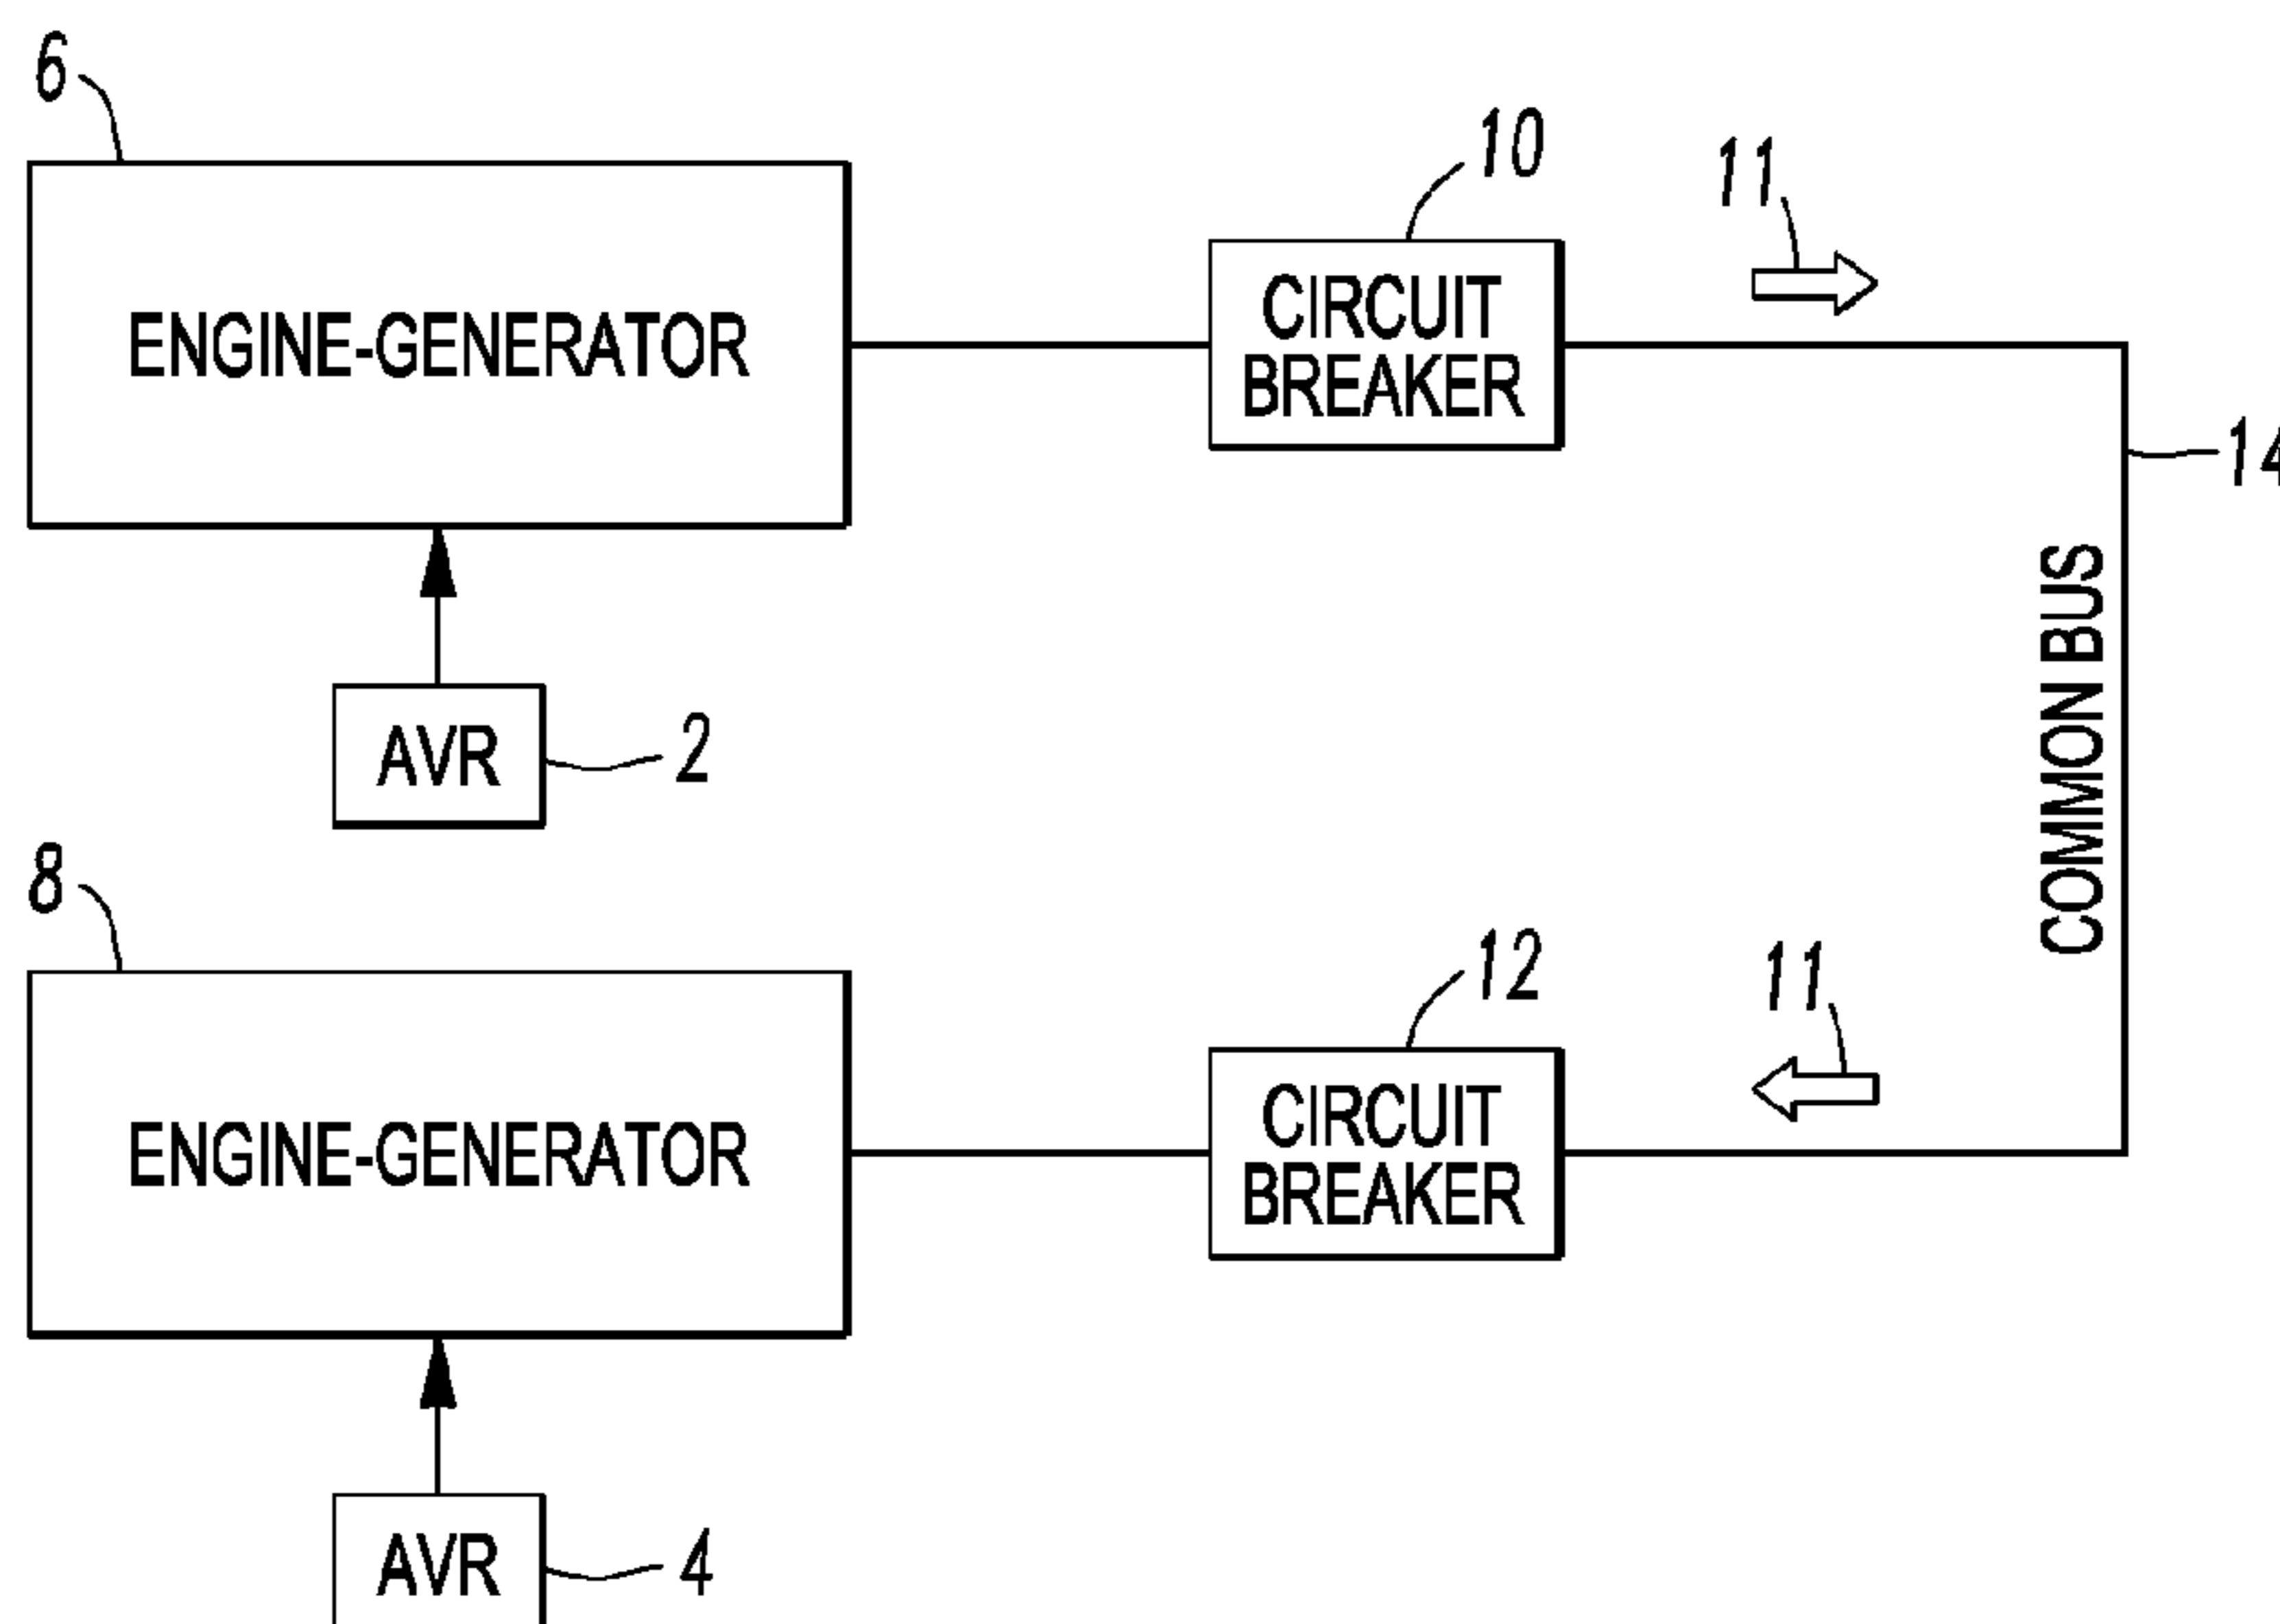 6
10
11
ENGINE-GENERATOR
CIRCUIT
BREAKER
14
COMMON BUS
AVR
2
8
12
11
ENGINE-GENERATOR
CIRCUIT
BREAKER
AVR
4